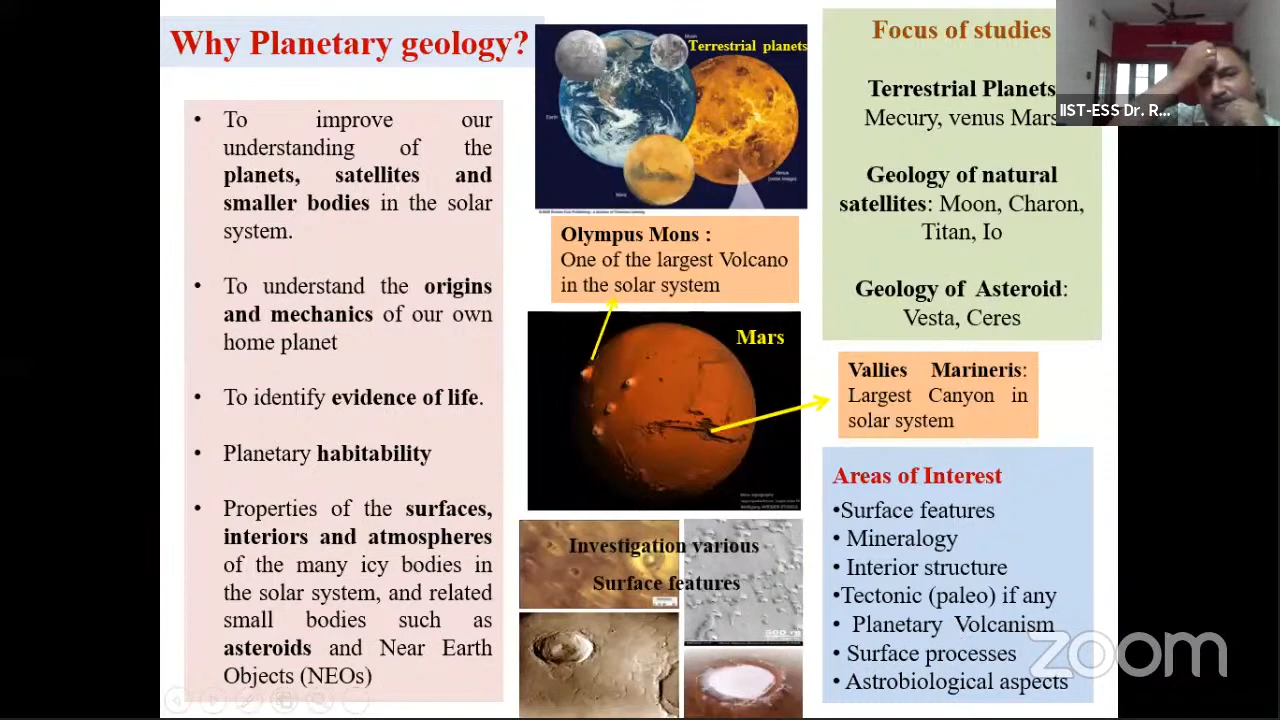 Why Planetary geology?
• To improve our
understanding of the
planets, satellites and
smaller bodies in the solar
system.
• To understand the origins
and mechanics of our own
home planet
• To identify evidence of life.
• Planetary habitability
• Properties of the surfaces,
interiors and atmospheres
of the many icy bodies in
the solar system, and related
small bodies such as
asteroids and Near Earth
Objects (NEOs)
Terrestrial planets
Moon
Earth
Mars
Venus
Olympus Mons :
One of the largest Volcano
in the solar system
Mars
Investigation various
Surface features
Focus of studies
Terrestrial Planets
Mecury, venus Mars
Geology of natural
satellites: Moon, Charon,
Titan, Io
Geology of Asteroid:
Vesta, Ceres
IIST-ESS Dr. R...
Vallies Marineris:
Largest Canyon in
solar system
Areas of Interest
•Surface features
• Mineralogy
• Interior structure
•Tectonic (paleo) if any
• Planetary Volcanism
• Surface processes
• Astrobiological aspects
zoom